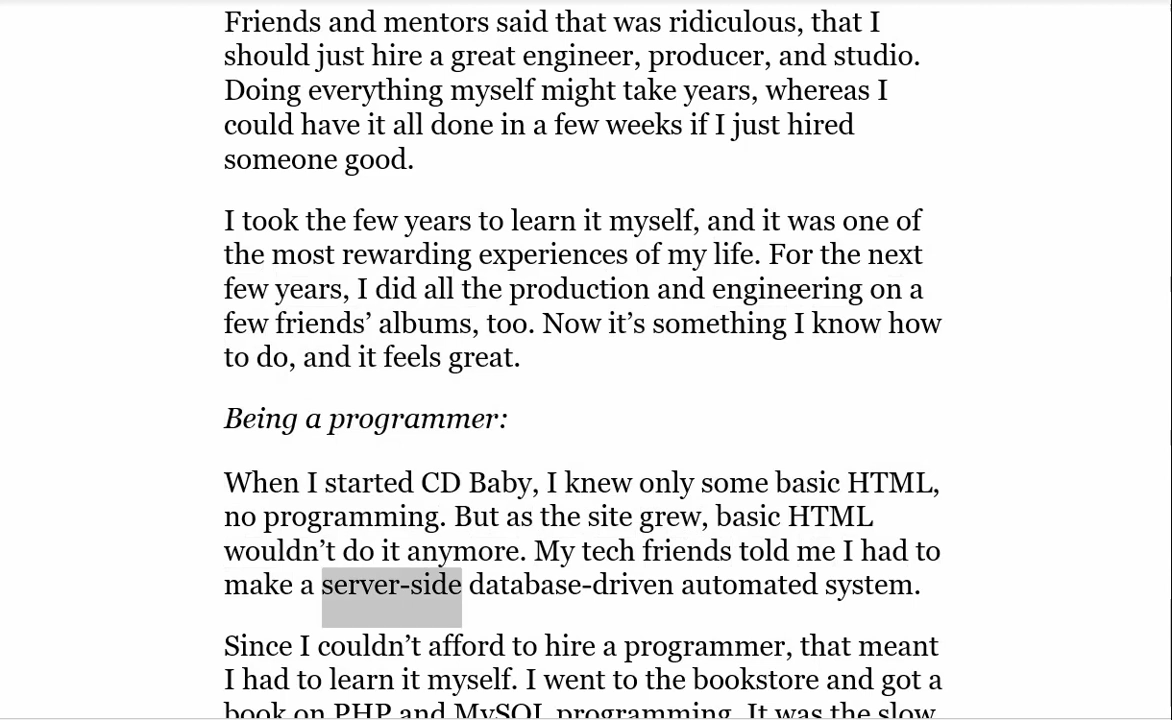 Friends and mentors said that was ridiculous, that I
should just hire a great engineer, producer, and studio.
Doing everything myself might take years, whereas I
could have it all done in a few weeks if I just hired
someone good.
I took the few years to learn it myself, and it was one of
the most rewarding experiences of my life. For the next
few years, I did all the production and engineering on a
few friends’ albums, too. Now it’s something I know how
to do, and it feels great.
Being a programmer:
When I started CD Baby, I knew only some basic HTML,
no programming. But as the site grew, basic HTML
wouldn’t do it anymore. My tech friends told me I had to
make a server-side database-driven automated system.
Since I couldn’t afford to hire a programmer, that meant
I had to learn it myself. I went to the bookstore and got a
book on PHP and MySQL programming. It was the slow